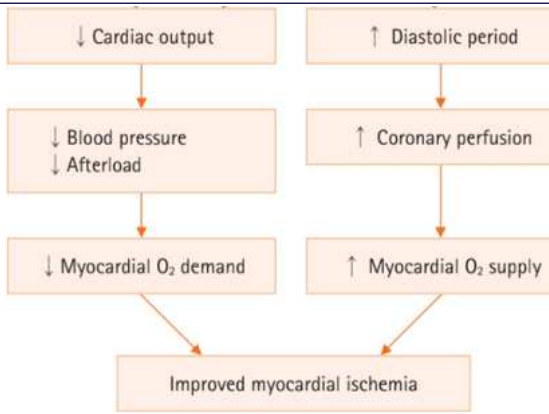 ↓ Cardiac output
↑ Diastolic period
↓ Blood pressure
↓ Afterload
↑ Coronary perfusion
↓ Myocardial O₂ demand
↑ Myocardial O₂ supply
Improved myocardial ischemia